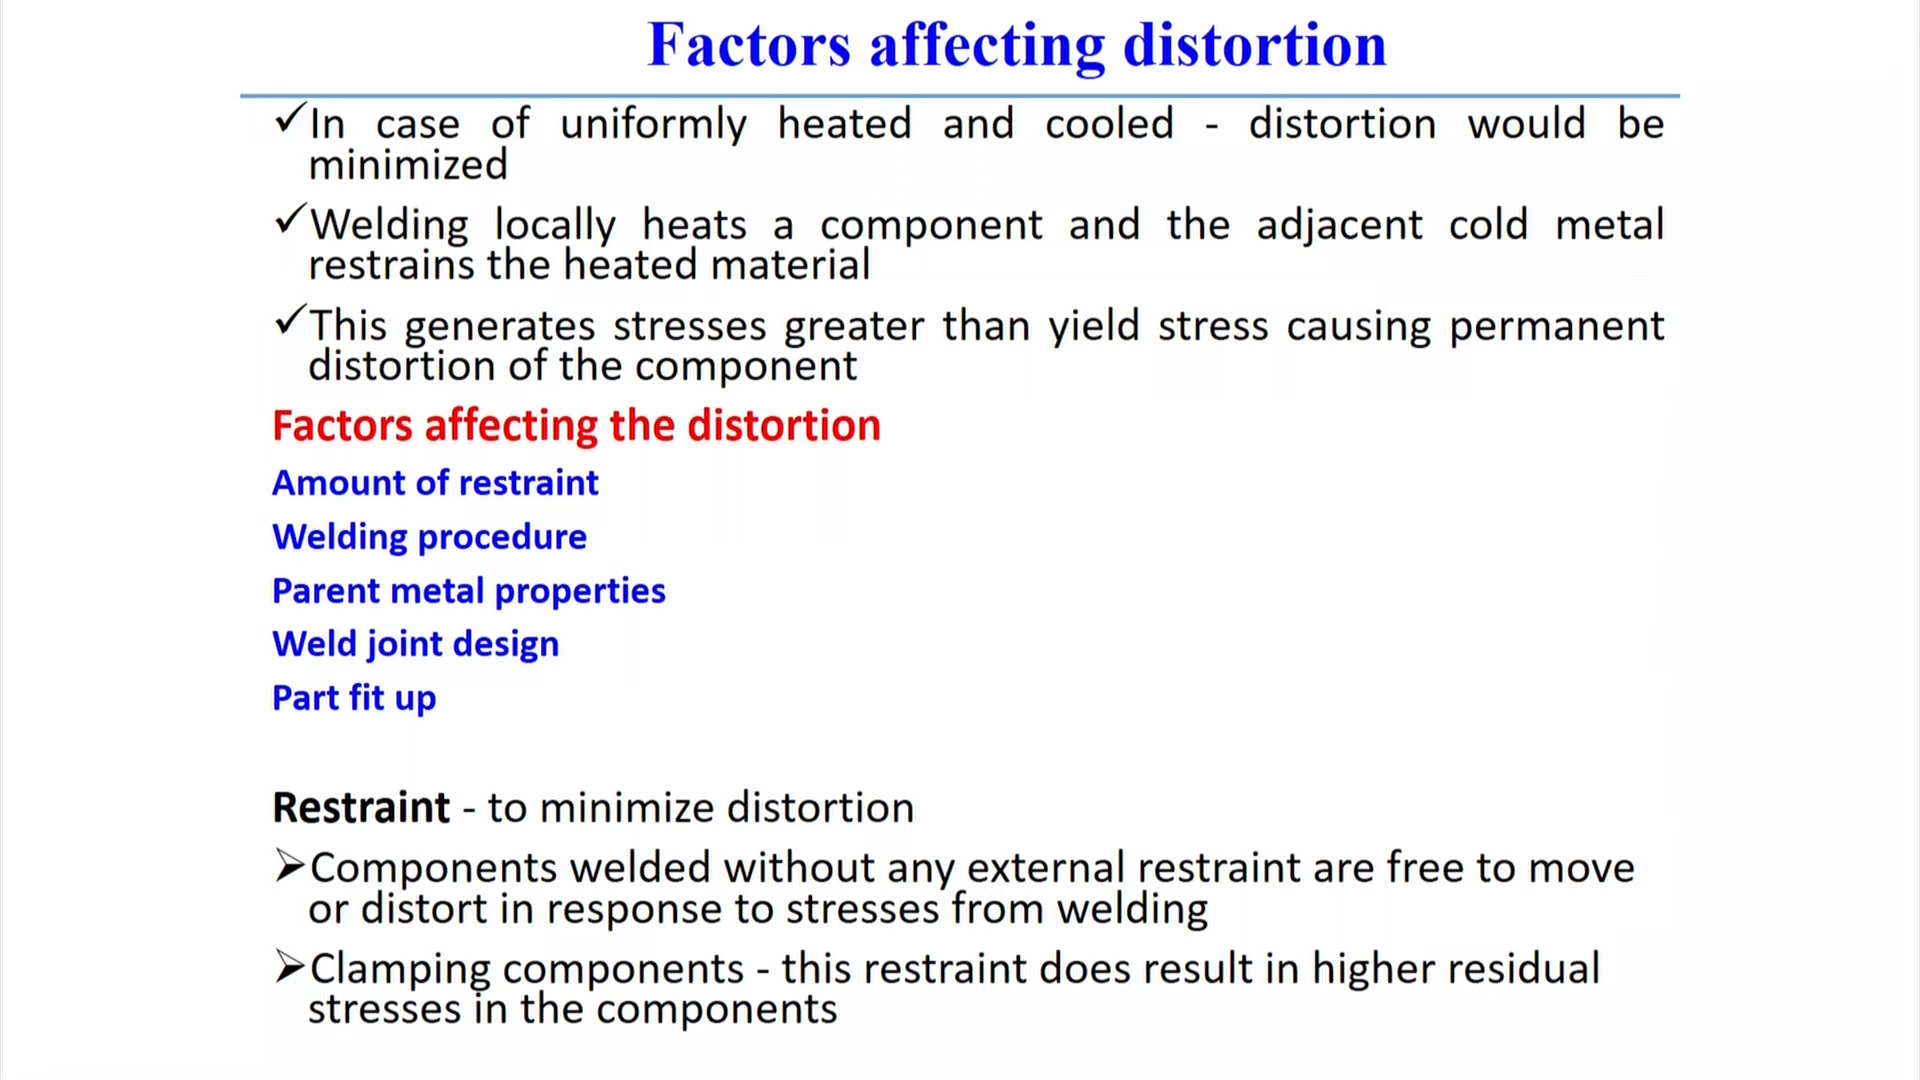 Factors affecting distortion
✓In case of uniformly heated and cooled - distortion would be
minimized
✓Welding locally heats a component and the adjacent cold metal
restrains the heated material
✓This generates stresses greater than yield stress causing permanent
distortion of the component
Factors affecting the distortion
Amount of restraint
Welding procedure
Parent metal properties
Weld joint design
Part fit up
Restraint - to minimize distortion
➢Components welded without any external restraint are free to move
or distort in response to stresses from welding
➢Clamping components - this restraint does result in higher residual
stresses in the components